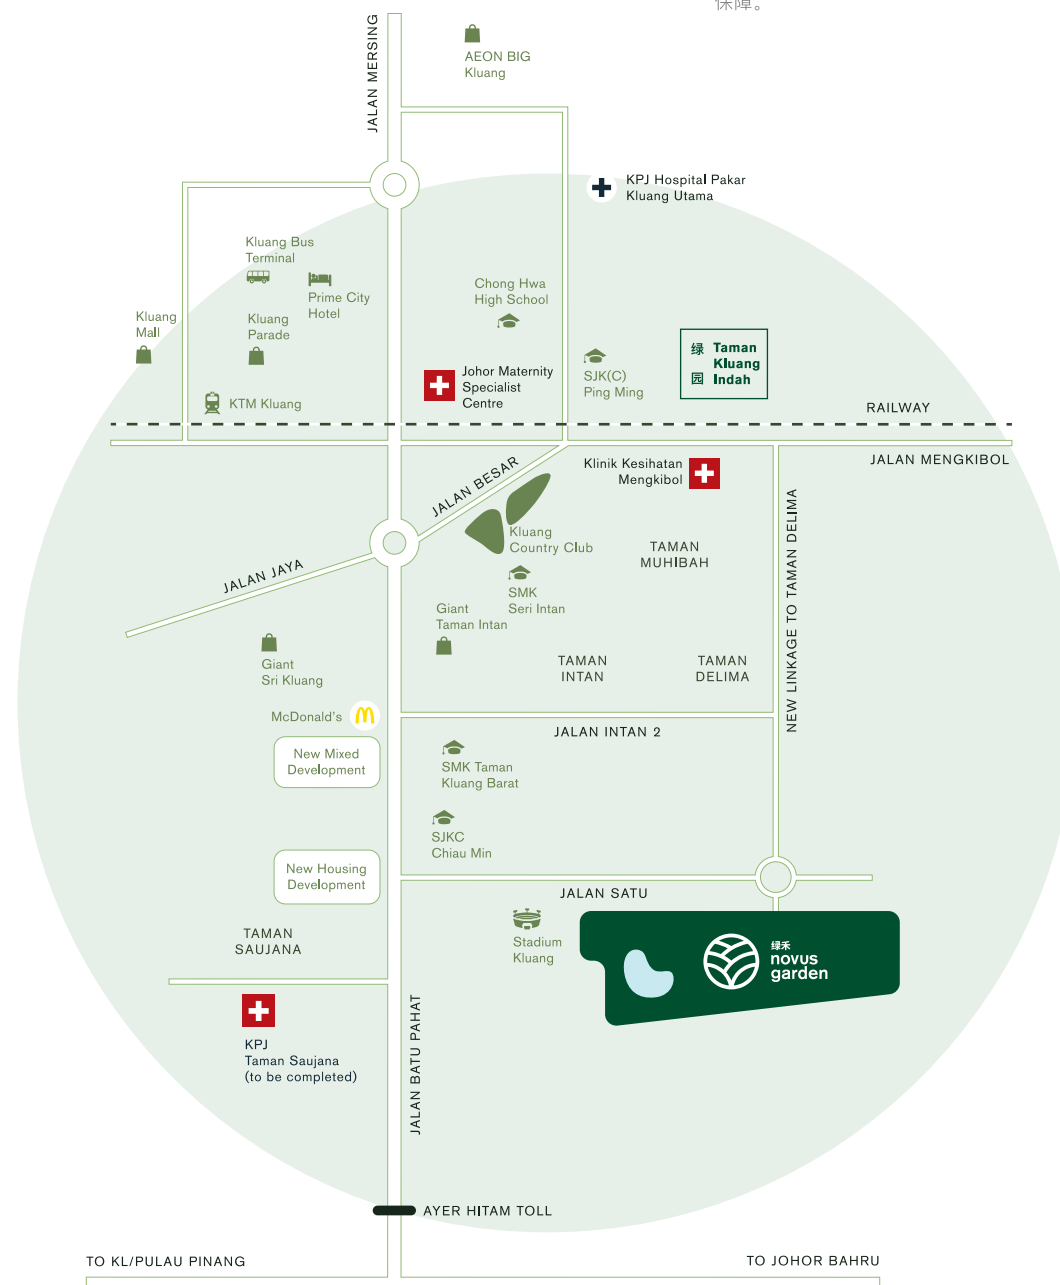 保障。
JALAN MERSING
AEON BIG
Kluang
KPJ Hospital Pakar
Kluang Utama
Kluang Bus
Terminal
Prime City
Hotel
Chong Hwa
High School
Kluang
Mall
Kluang
Parade
KTM Kluang
Johor Maternity
Specialist
Centre
SJK(C)
Ping Ming
绿 Taman
Kluang
园 Indah
RAILWAY
JALAN MENGKIBOL
JALAN BESAR
Klinik Kesihatan
Mengkibol
Kluang
Country Club
TAMAN
MUHIBAH
NEW LINKAGE TO TAMAN DELIMA
JALAN JAYA
SMK
Seri Intan
Giant
Taman Intan
Giant
Sri Kluang
TAMAN
INTAN
TAMAN
DELIMA
McDonald's
JALAN INTAN 2
New Mixed
Development
SMK Taman
Kluang Barat
SJKC
Chiau Min
New Housing
Development
JALAN SATU
TAMAN
SAUJANA
Stadium
Kluang
绿禾
novus
garden
KPJ
Taman Saujana
(to be completed)
JALAN BATU PAHAT
AYER HITAM TOLL
TO KL/PULAU PINANG
TO JOHOR BAHRU